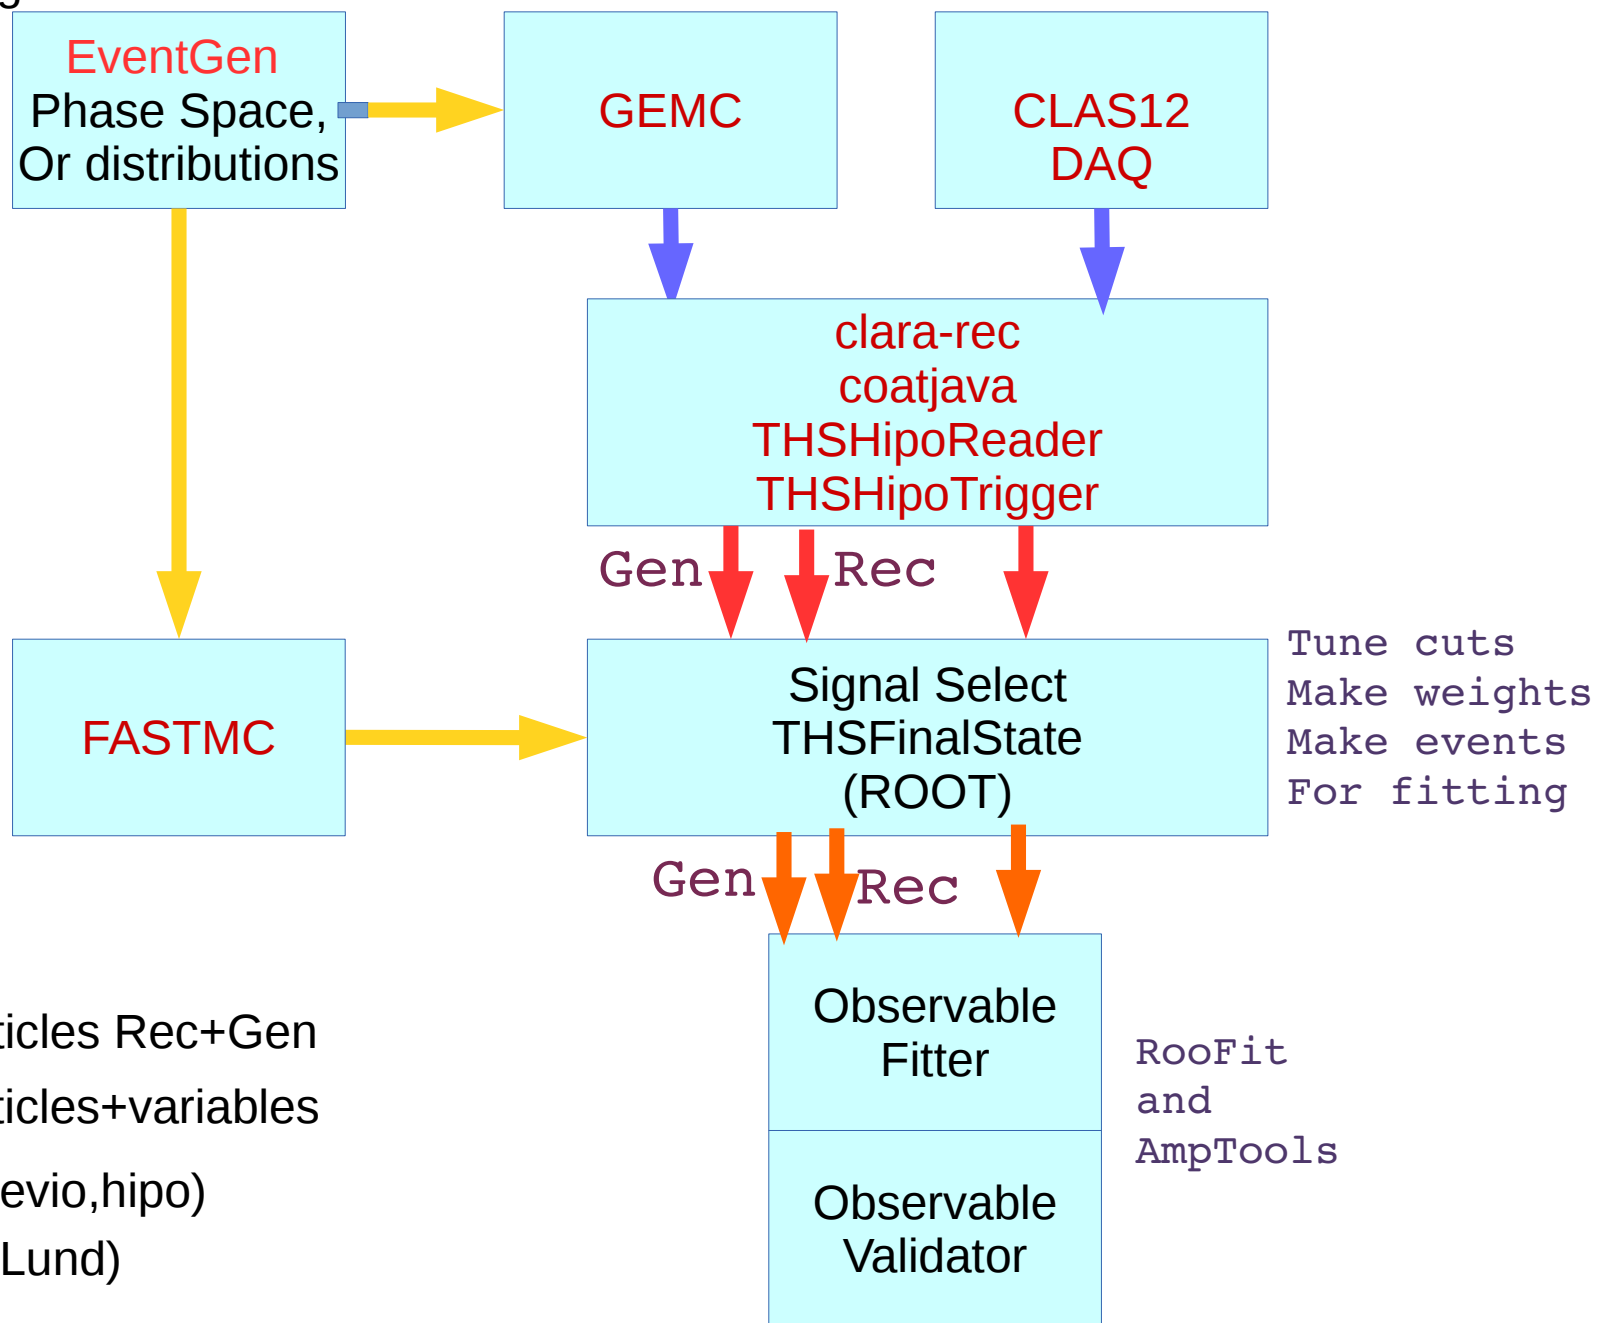 EventGen
Phase Space,
Or distributions
GEMC
CLAS12
DAQ
clara-rec
coatjava
THSHipoReader
THSHipoTrigger
Gen
Rec
FASTMC
Signal Select
THSFinalState
(ROOT)
Tune cuts
Make weights
Make events
For fitting
Gen
Rec
Observable
Fitter
RooFit
and
AmpTools
Observable
Validator
ticles Rec+Gen
ticles+variables
evio,hipo)
Lund)